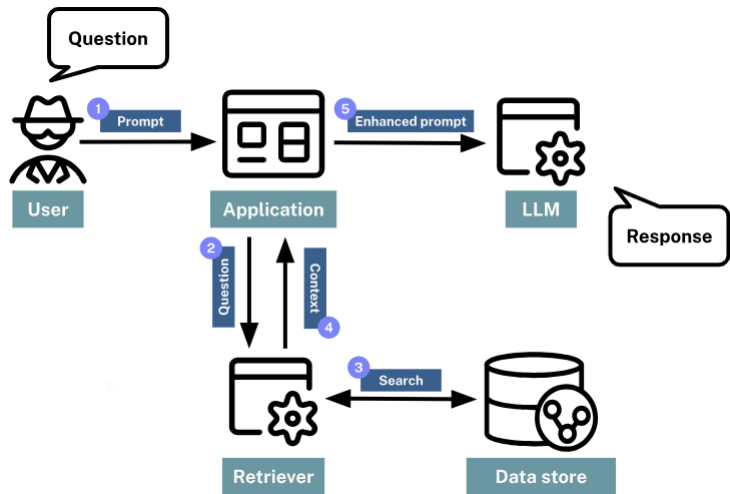 Question
1
Prompt
5
Enhanced prompt
User
Application
LLM
Response
2
Question
Context
4
3
Search
Retriever
Data store